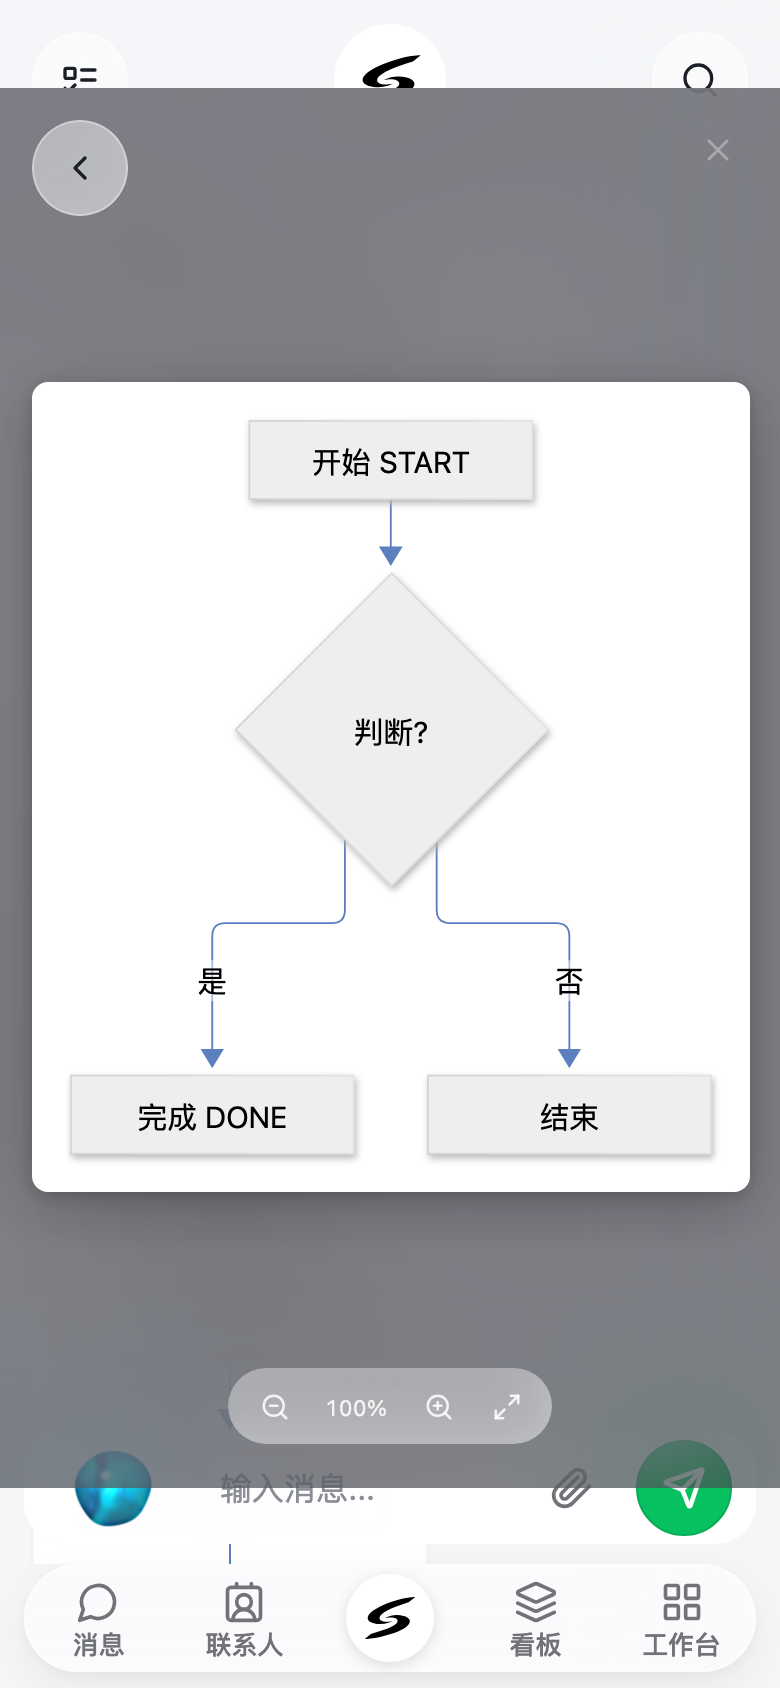 开始 START
判断?
是
否
完成 DONE
结束
100%
输入消息...
消息
联系人
看板
工作台